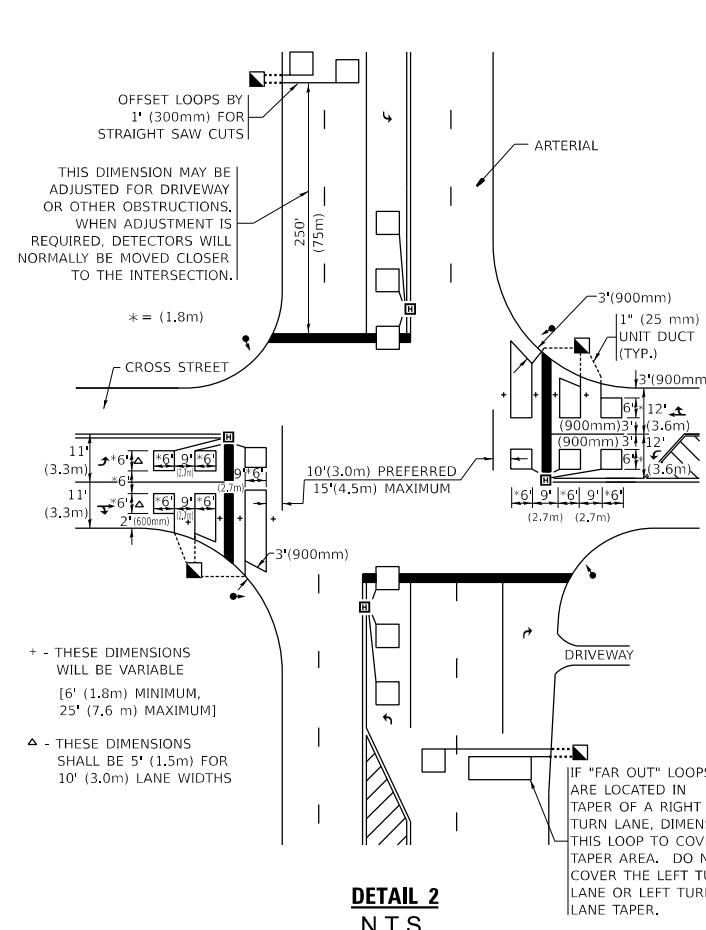 OFFSET LOOPS BY
1' (300mm) FOR
STRAIGHT SAW CUTS
ARTERIAL
THIS DIMENSION MAY BE
ADJUSTED FOR DRIVEWAY
OR OTHER OBSTRUCTIONS.
WHEN ADJUSTMENT IS
REQUIRED, DETECTORS WILL
NORMALLY BE MOVED CLOSER
TO THE INTERSECTION.
250'
(75m)
* = (1.8m)
H
3'(900mm)
1" (25 mm)
UNIT DUCT
(TYP.)
CROSS STREET
3'(900mm
+ + +
6' * 12'
(900mm) 3' (3.6m)
(900mm) 3' 12'
6' * (3.6m)
H
*6' 9' *6' 9' *6'
(2.7m) (2.7m)
H
11'
(3.3m)
*6' △ *6' 9' *6'
(2.7m)
9' *6'
(2.7m)
*6'
11'
(3.3m)
*6' △ *6' 9' *6'
(2.7m)
2' (600mm) + + +
10'(3.0m) PREFERRED
15'(4.5m) MAXIMUM
3'(900mm)
H
+ - THESE DIMENSIONS
WILL BE VARIABLE
[6' (1.8m) MINIMUM,
25' (7.6 m) MAXIMUM]
△ - THESE DIMENSIONS
SHALL BE 5' (1.5m) FOR
10' (3.0m) LANE WIDTHS
DRIVEWAY
IF "FAR OUT" LOOPS
ARE LOCATED IN
TAPER OF A RIGHT
TURN LANE, DIMENS
THIS LOOP TO COV
TAPER AREA. DO N
COVER THE LEFT TU
LANE OR LEFT TUR
LANE TAPER.
DETAIL 2
N.T.S.